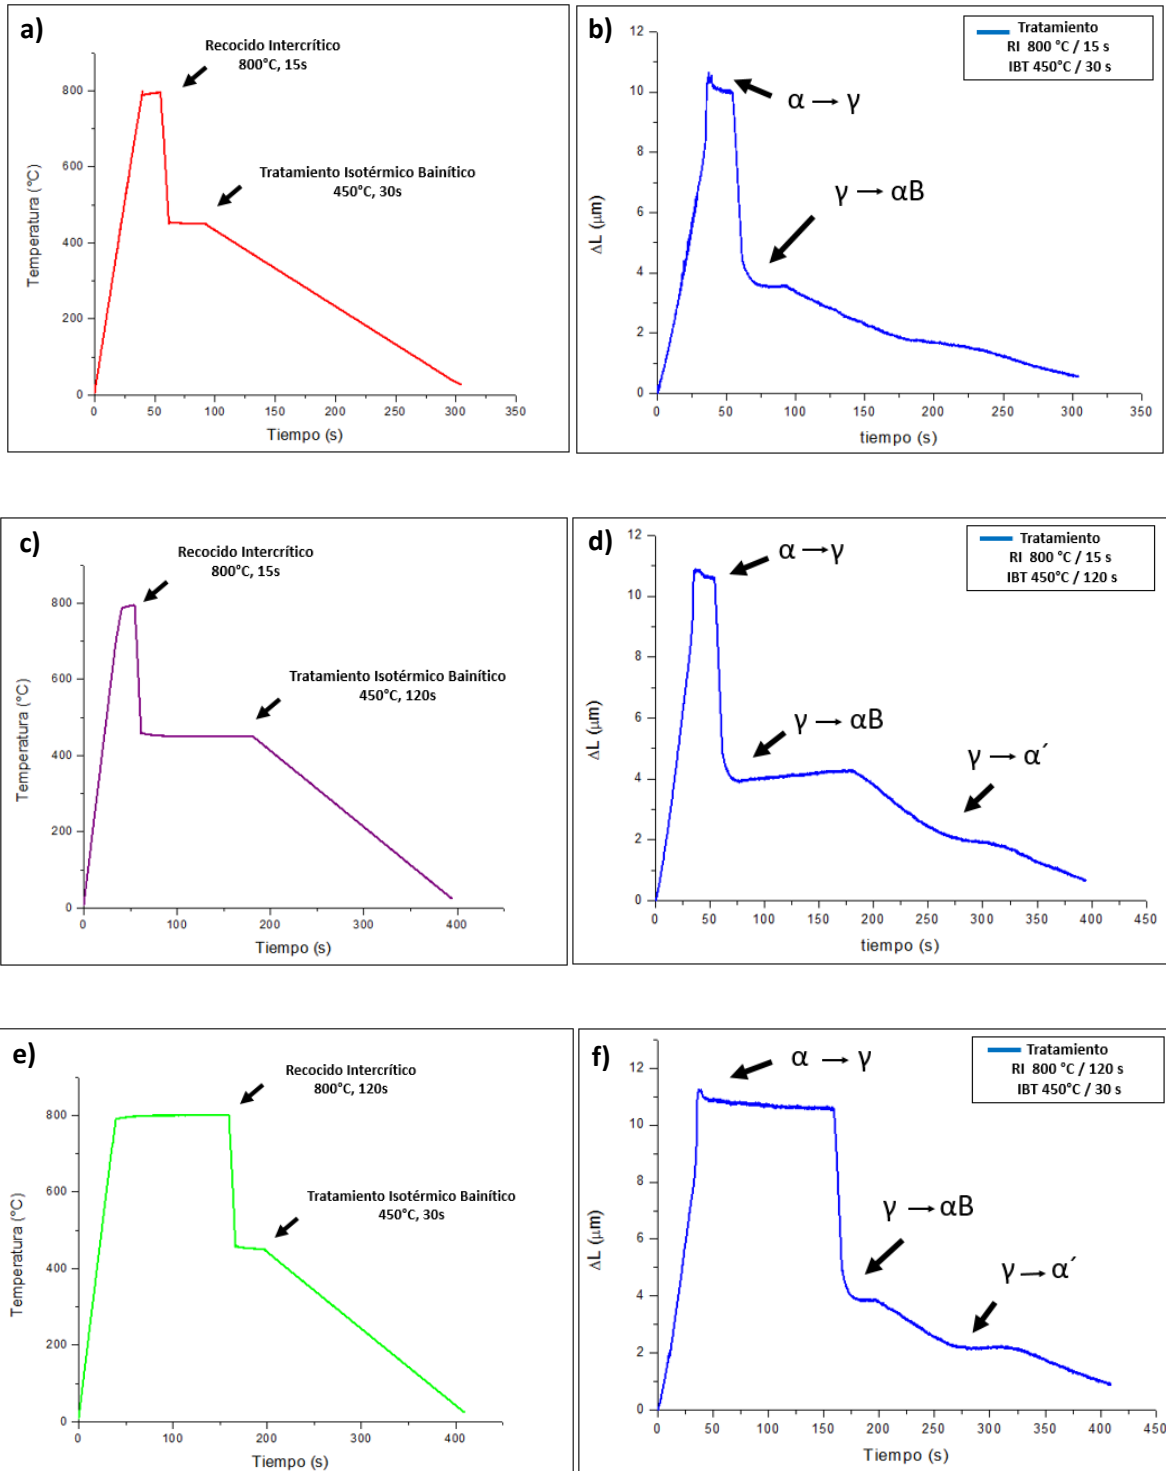 a)
Recocido Intercrítico
800°C, 15s
Tratamiento Isotérmico Bainítico
450°C, 30s
Temperatura (°C)
800
600
400
200
0
0 50 100 150 200 250 300 350
Tiempo (s)
b)
Tratamiento
RI 800 °C / 15 s
IBT 450°C / 30 s
α → γ
γ → αB
ΔL (μm)
12
10
8
6
4
2
0
0 50 100 150 200 250 300 350
tiempo (s)
c)
Recocido Intercrítico
800°C, 15s
Tratamiento Isotérmico Bainítico
450°C, 120s
Temperatura (°C)
800
600
400
200
0
0 100 200 300 400
Tiempo (s)
d)
Tratamiento
RI 800 °C / 15 s
IBT 450°C / 120 s
α → γ
γ → αB
γ → α´
ΔL (μm)
12
10
8
6
4
2
0
0 50 100 150 200 250 300 350 400 450
tiempo (s)
e)
Recocido Intercrítico
800°C, 120s
Tratamiento Isotérmico Bainítico
450°C, 30s
Temperatura (°C)
800
600
400
200
0
0 100 200 300 400
Tiempo (s)
f)
Tratamiento
RI 800 °C / 120 s
IBT 450°C / 30 s
α → γ
γ → αB
γ → α´
ΔL (μm)
12
10
8
6
4
2
0
0 50 100 150 200 250 300 350 400 450
Tiempo (s)